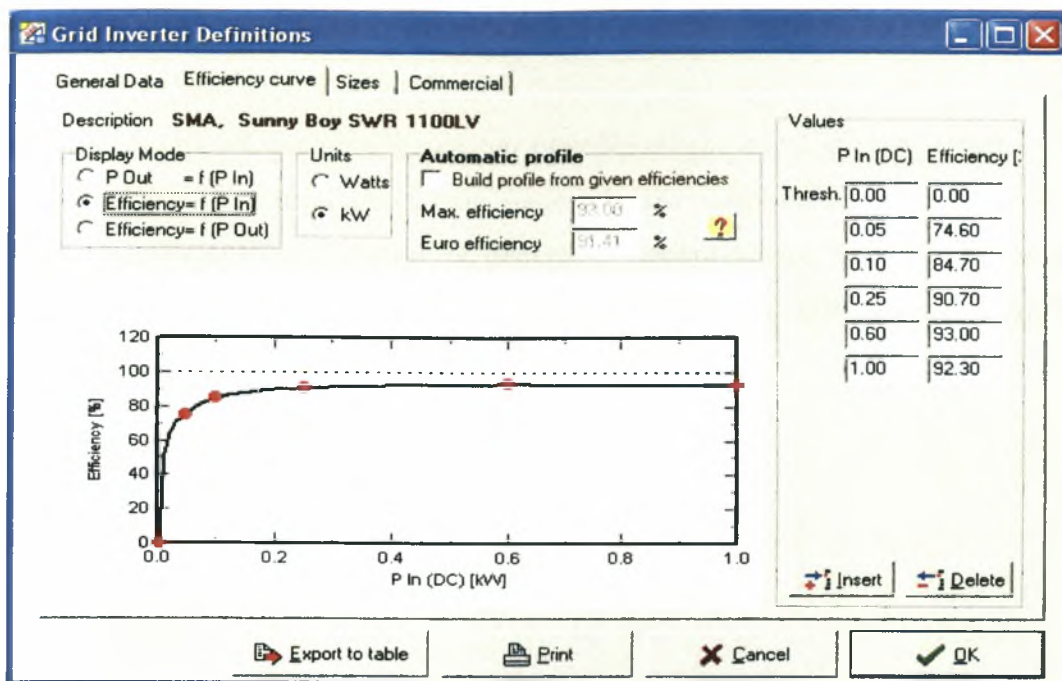 Grid Inverter Definitions
General Data Efficiency curve Sizes Commercial
Description SMA, Sunny Boy SWR 1100LV
Display Mode
P Out = f (P In)
Efficiency= f (P In)
Efficiency= f (P Out)
Units
Watts
kW
Automatic profile
Build profile from given efficiencies
Max. efficiency 93.00 %
Euro efficiency 91.41 %
?
Values
P In (DC) Efficiency [
Thresh. 0.00 0.00
0.05 74.60
0.10 84.70
0.25 90.70
0.60 93.00
1.00 92.30
Insert Delete
Efficiency [%]
120
100
80
60
40
20
0
0.0 0.2 0.4 0.6 0.8 1.0
P In (DC) [kW]
Export to table Print Cancel OK